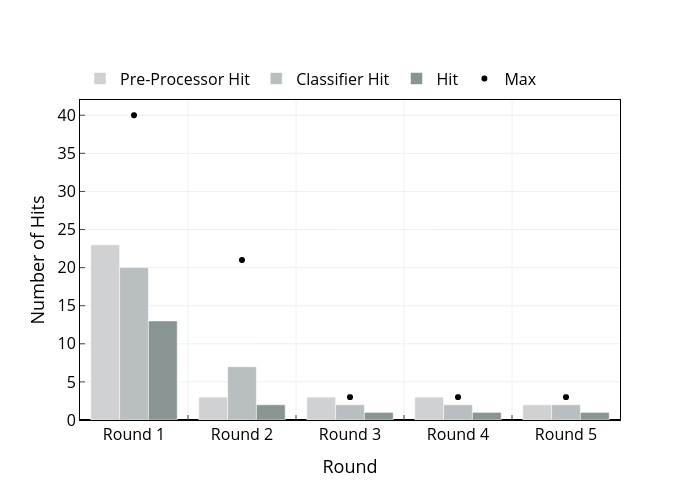 Pre-Processor Hit Classifier Hit Hit Max
40
35
30
25
20
15
10
5
0
Number of Hits
Round 1 Round 2 Round 3 Round 4 Round 5
Round